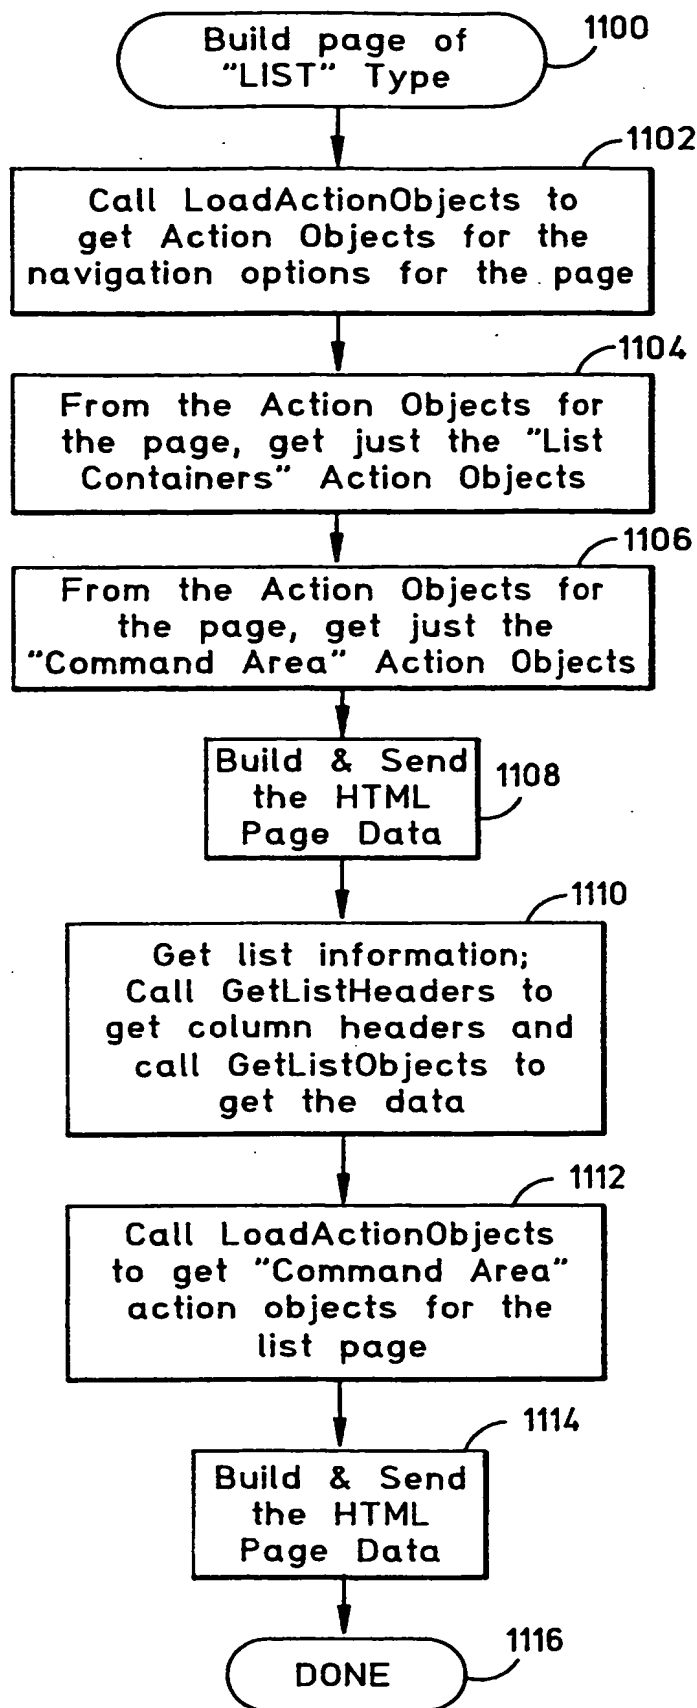 Build page of
"LIST" Type
1100
1102
Call LoadActionObjects to
get Action Objects for the
navigation options for the page
1104
From the Action Objects for
the page, get just the "List
Containers" Action Objects
1106
From the Action Objects for
the page, get just the
"Command Area" Action Objects
Build & Send
the HTML
Page Data
1108
1110
Get list information;
Call GetListHeaders to
get column headers and
call GetListObjects to
get the data
1112
Call LoadActionObjects
to get "Command Area"
action objects for the
list page
1114
Build & Send
the HTML
Page Data
1116
DONE